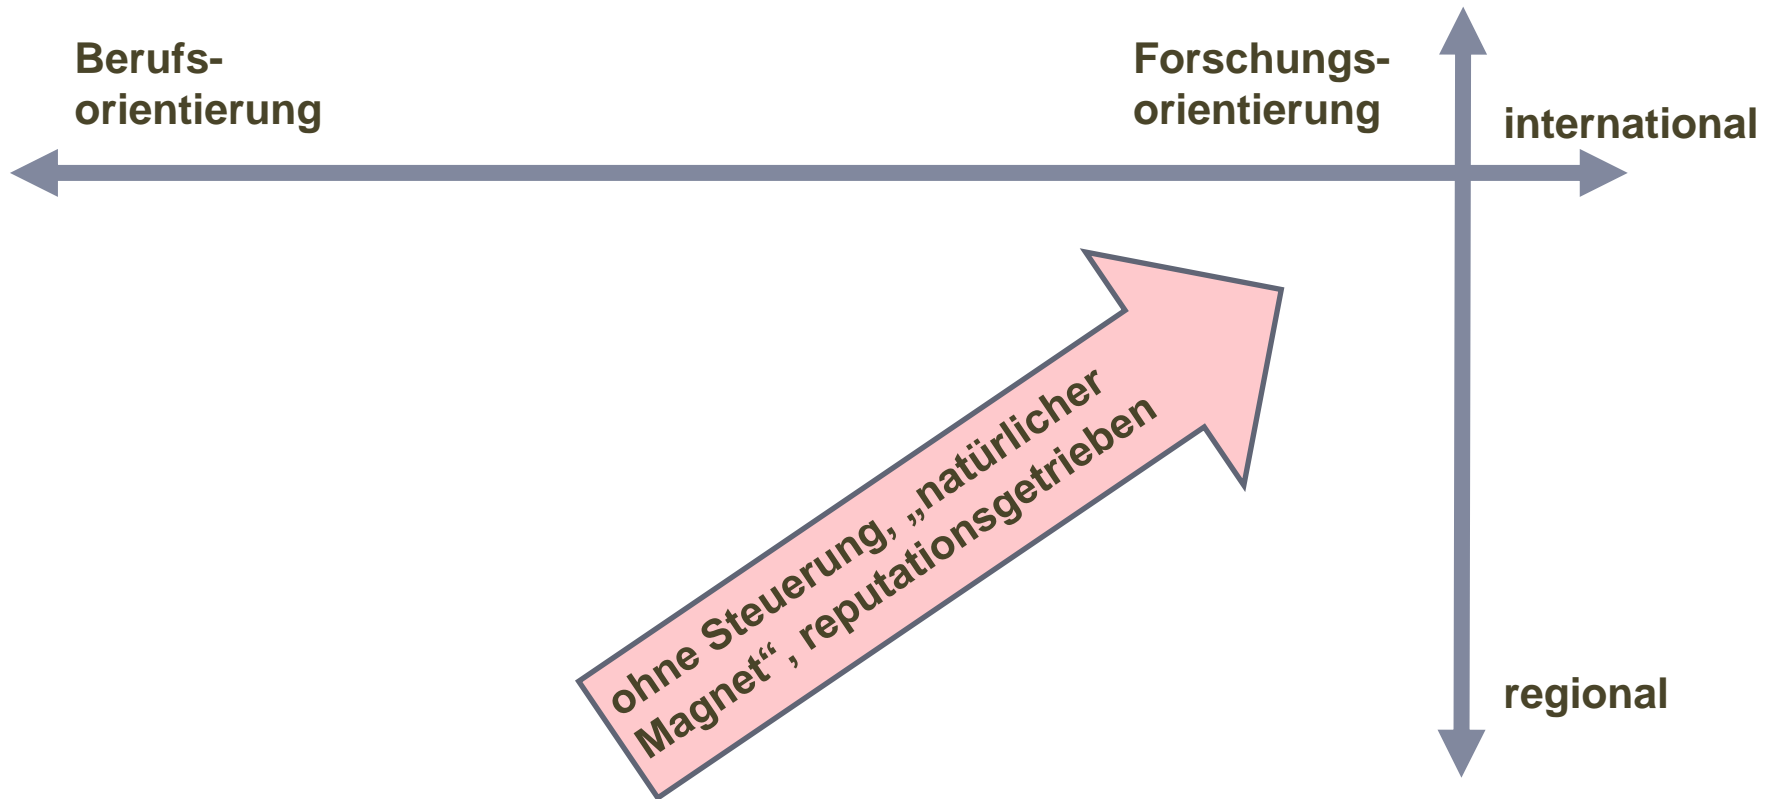 Berufs-
orientierung
Forschungs-
orientierung
international
ohne Steuerung, „natürlicher
Magnet“, reputationsgetrieben
regional